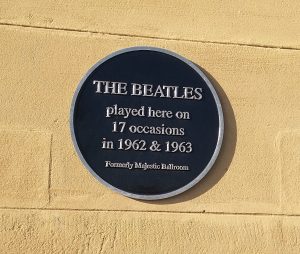 THE BEATLES
played here on
17 occasions
in 1962 & 1963
Formerly Majestic Ballroom